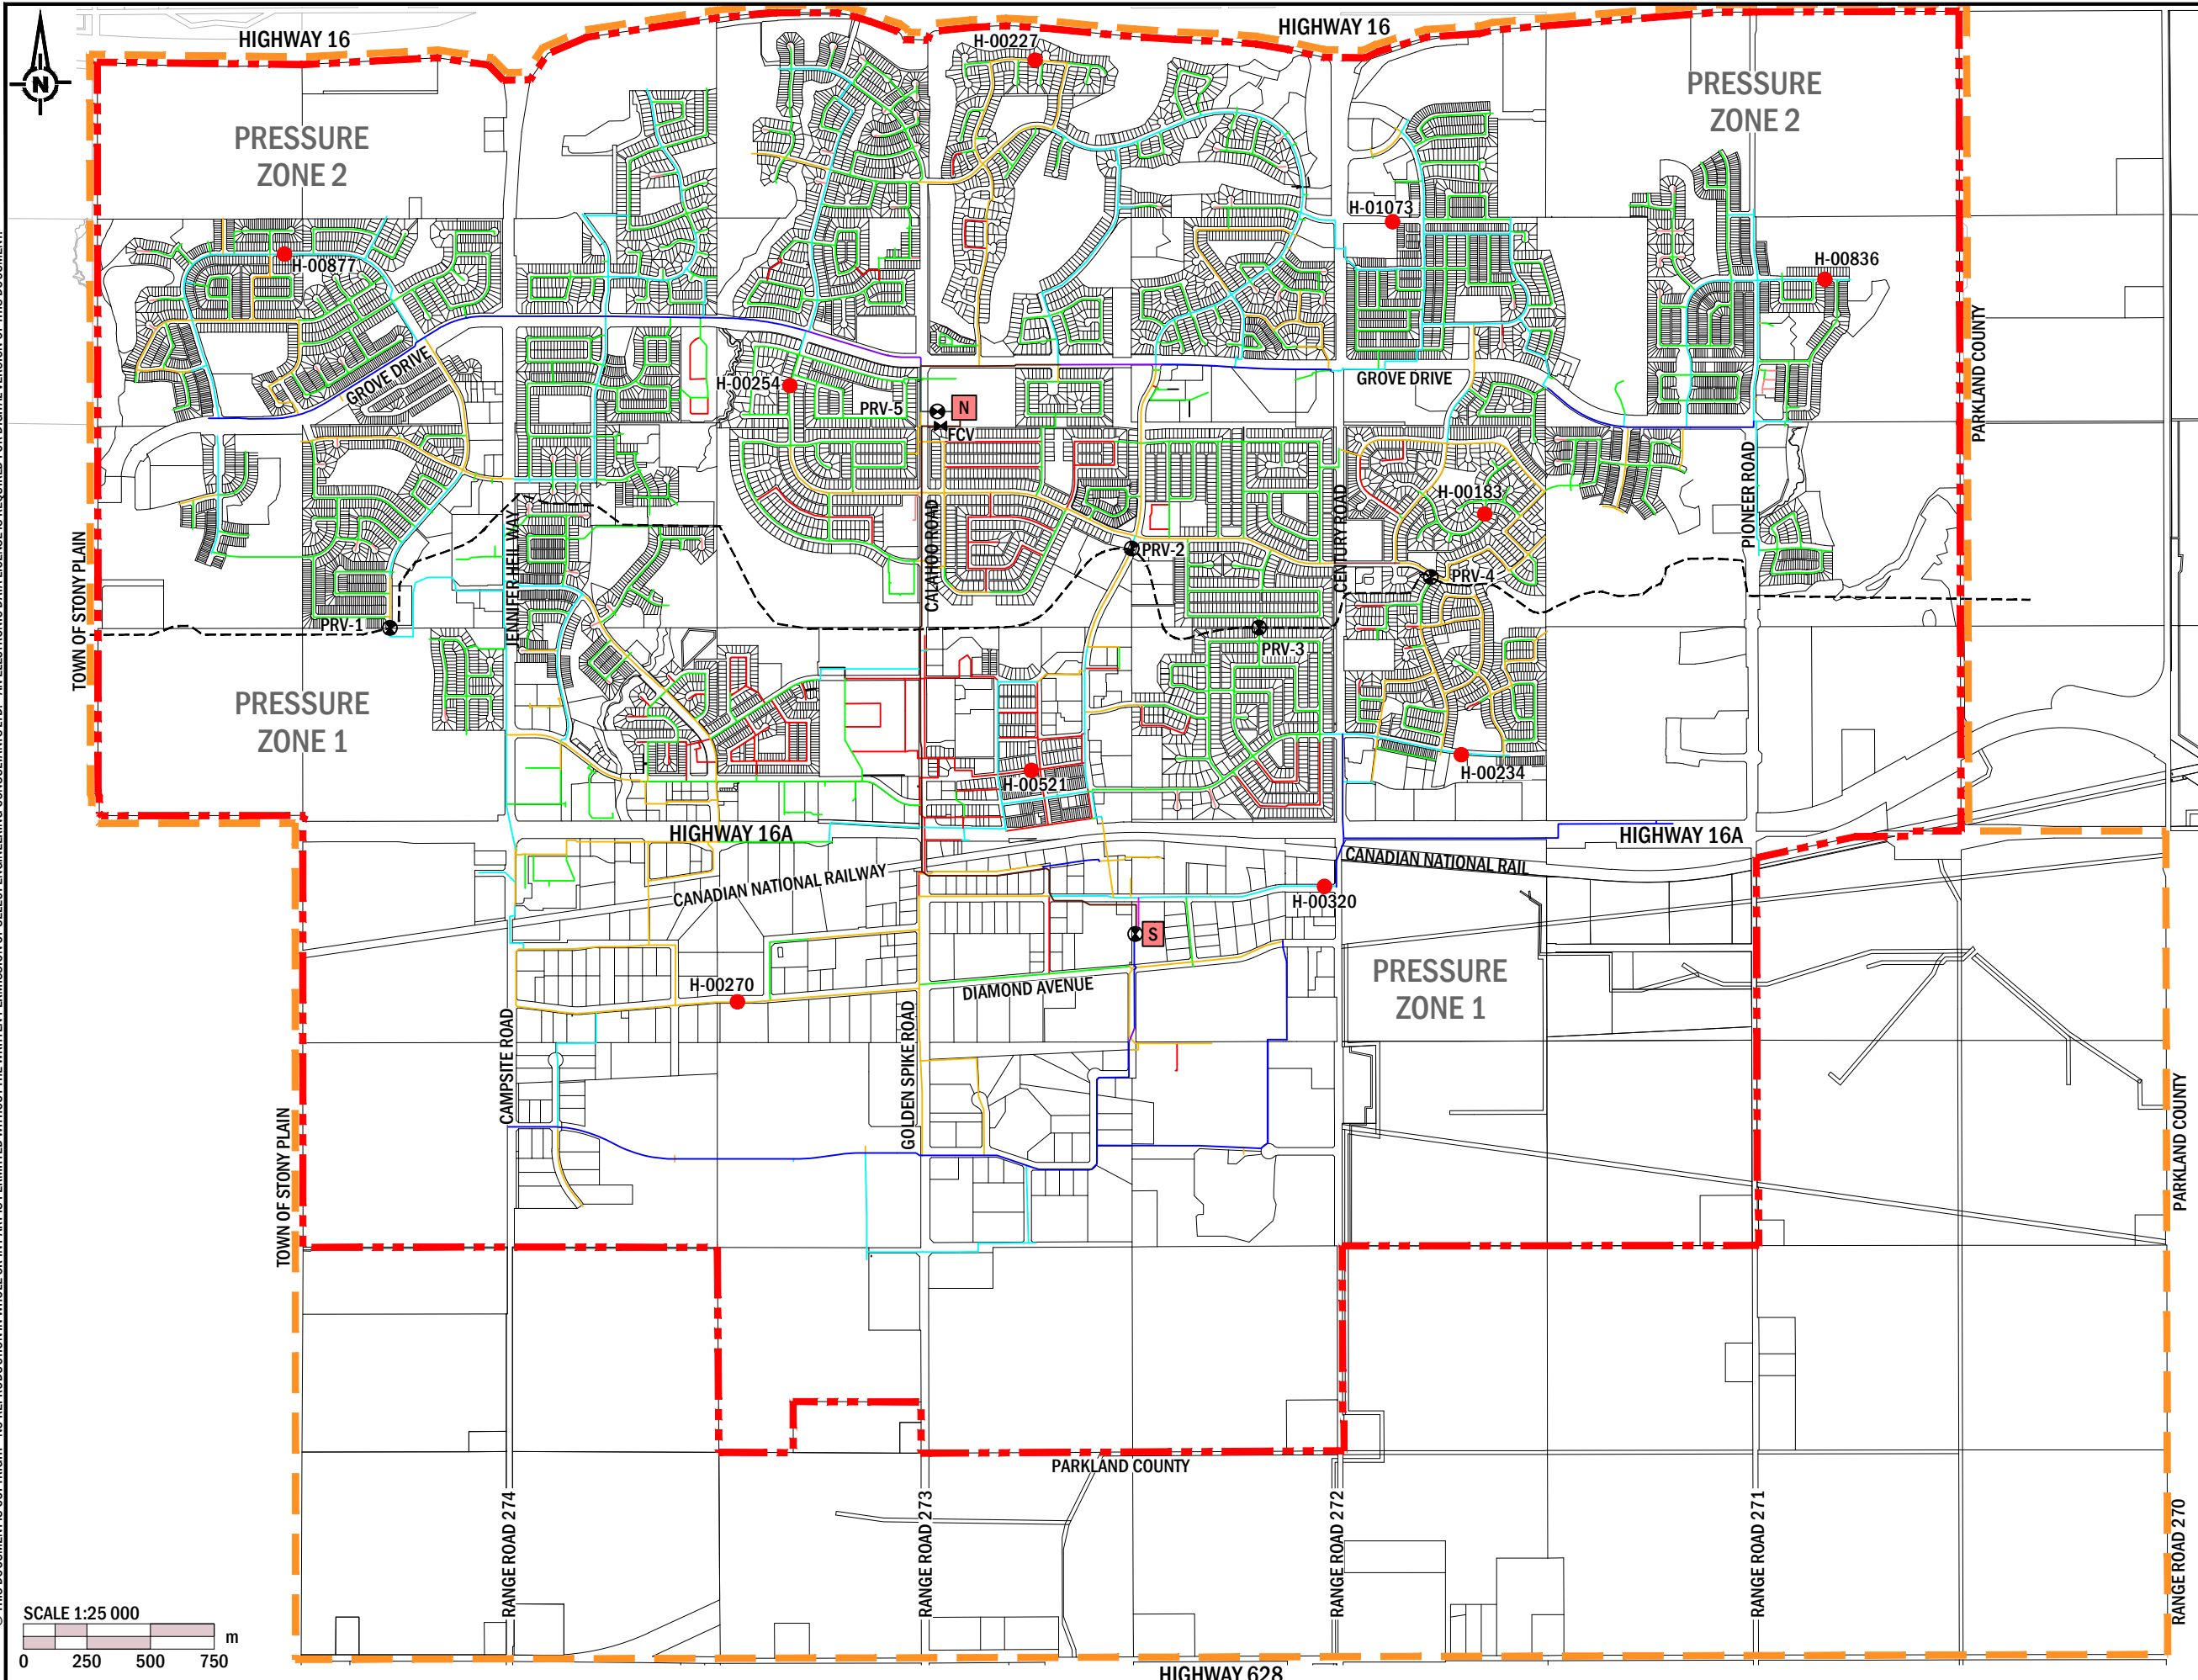 HIGHWAY 16
HIGHWAY 16
N
H-00227
PRESSURE
ZONE 2
PRESSURE
ZONE 2
H-01073
H-00877
H-00836
GROVE DRIVE
H-00254
PRV-5
N
FCV
GROVE DRIVE
PARKLAND COUNTY
JENNIFER HEIL WAY
CALAHOO ROAD
CENTURY ROAD
H-00183
PIONEER ROAD
TOWN OF STONY PLAIN
PRV-1
PRV-2
PRV-4
PRV-3
PRESSURE
ZONE 1
H-00521
H-00234
HIGHWAY 16A
HIGHWAY 16A
CANADIAN NATIONAL RAILWAY
CANADIAN NATIONAL RAIL
H-00320
S
H-00270
DIAMOND AVENUE
PRESSURE
ZONE 1
CAMPSITE ROAD
GOLDEN SPIKE ROAD
TOWN OF STONY PLAIN
PARKLAND COUNTY
PARKLAND COUNTY
RANGE ROAD 274
RANGE ROAD 273
RANGE ROAD 272
RANGE ROAD 271
RANGE ROAD 270
SCALE 1:25 000
m
0 250 500 750
HIGHWAY 628